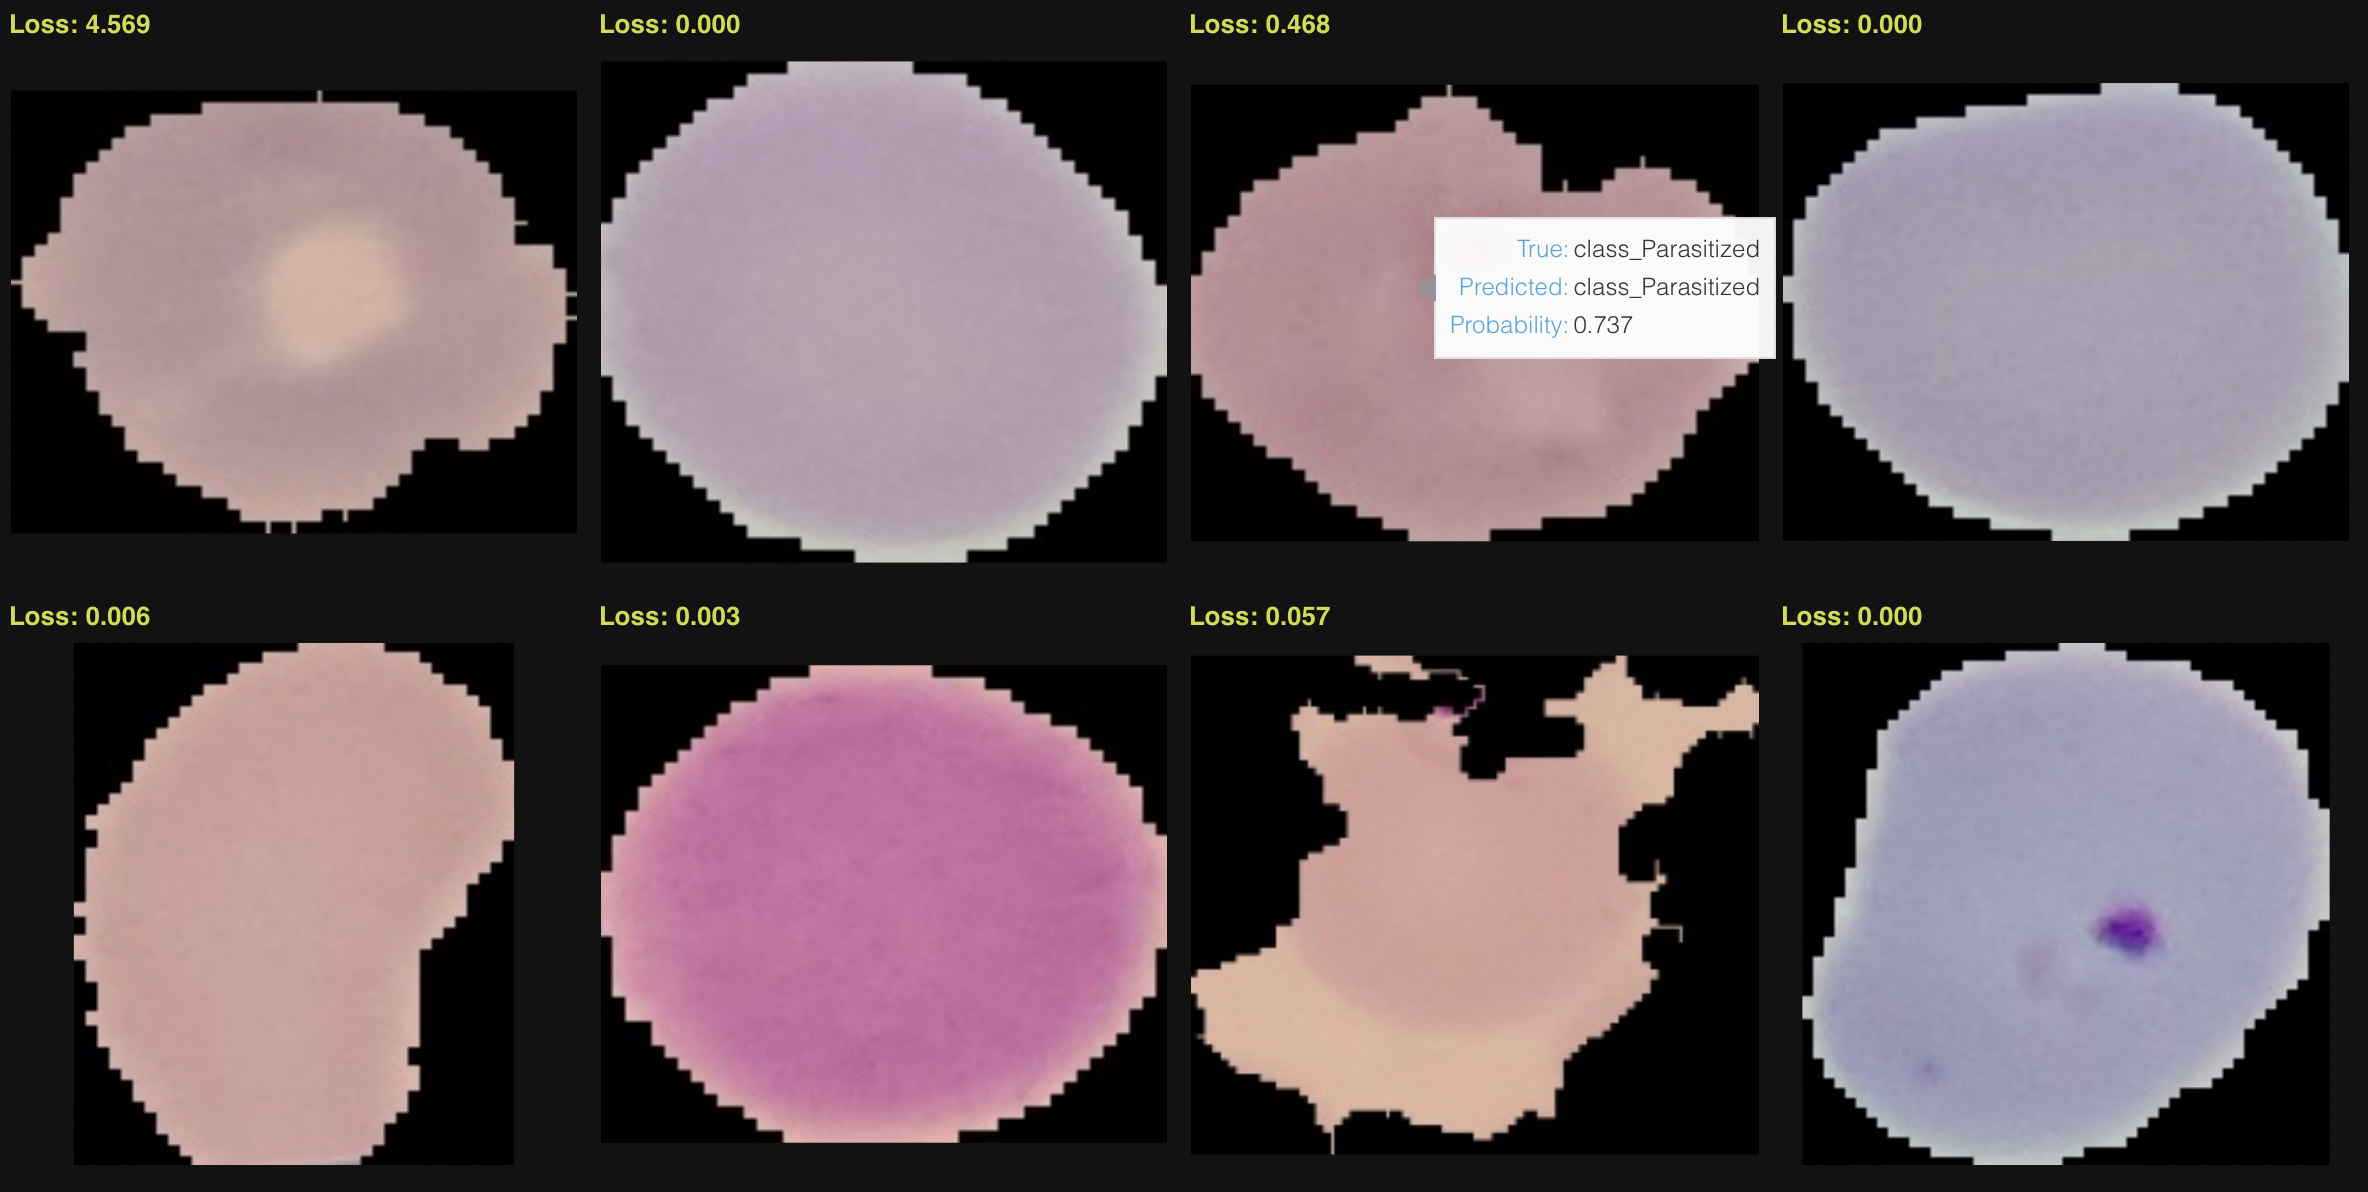 Loss: 4.569
Loss: 0.000
Loss: 0.468
Loss: 0.000
True: class_Parasitized
Predicted: class_Parasitized
Probability: 0.737
Loss: 0.006
Loss: 0.003
Loss: 0.057
Loss: 0.000